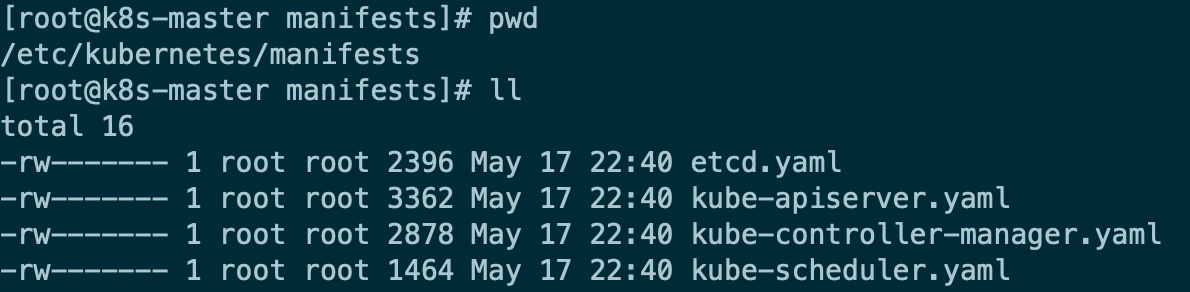 [root@k8s-master manifests]# pwd
/etc/kubernetes/manifests
[root@k8s-master manifests]# ll
total 16
-rw------- 1 root root 2396 May 17 22:40 etcd.yaml
-rw------- 1 root root 3362 May 17 22:40 kube-apiserver.yaml
-rw------- 1 root root 2878 May 17 22:40 kube-controller-manager.yaml
-rw------- 1 root root 1464 May 17 22:40 kube-scheduler.yaml